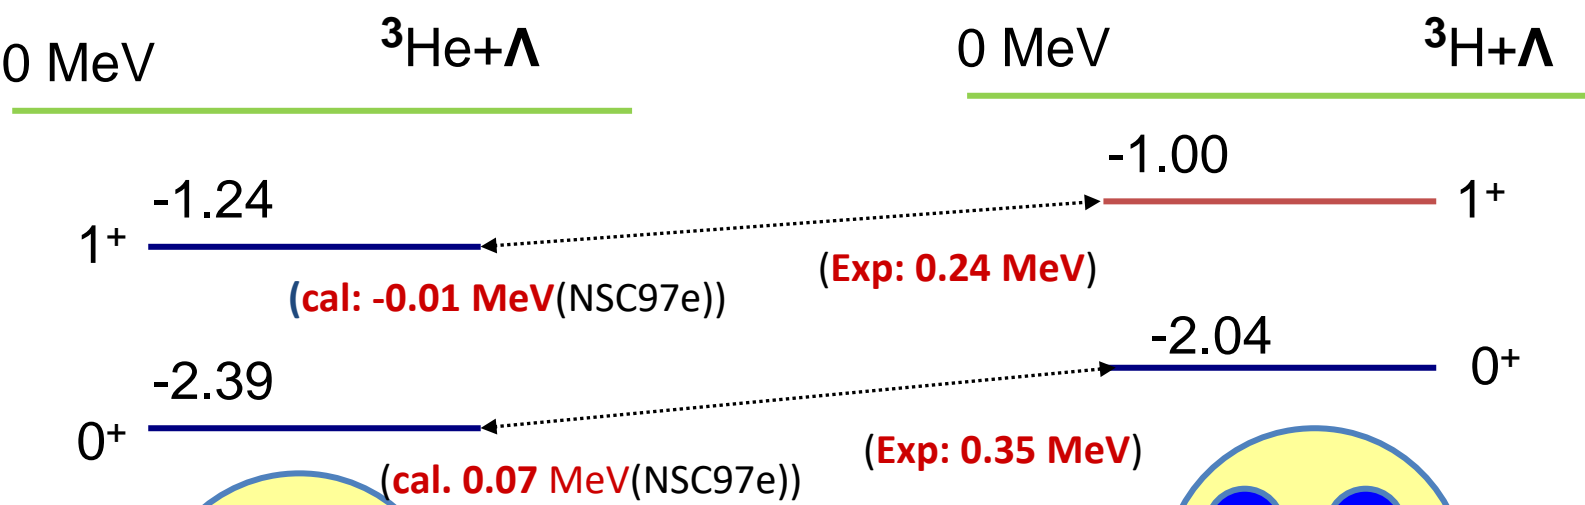 0 MeV ³He+Λ
0 MeV ³H+Λ
-1.24
1⁺
-1.00
1⁺
(cal: -0.01 MeV(NSC97e))
(Exp: 0.24 MeV)
-2.39
0⁺
-2.04
0⁺
(cal. 0.07 MeV(NSC97e))
(Exp: 0.35 MeV)